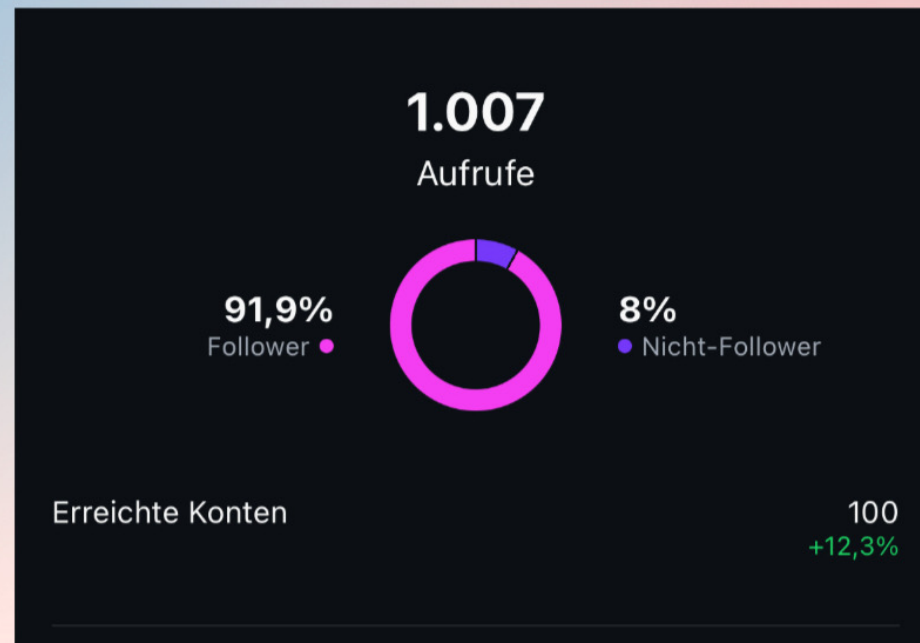 1.007
Aufrufe
91,9%
Follower
8%
Nicht-Follower
Erreichte Konten
100
+12,3%